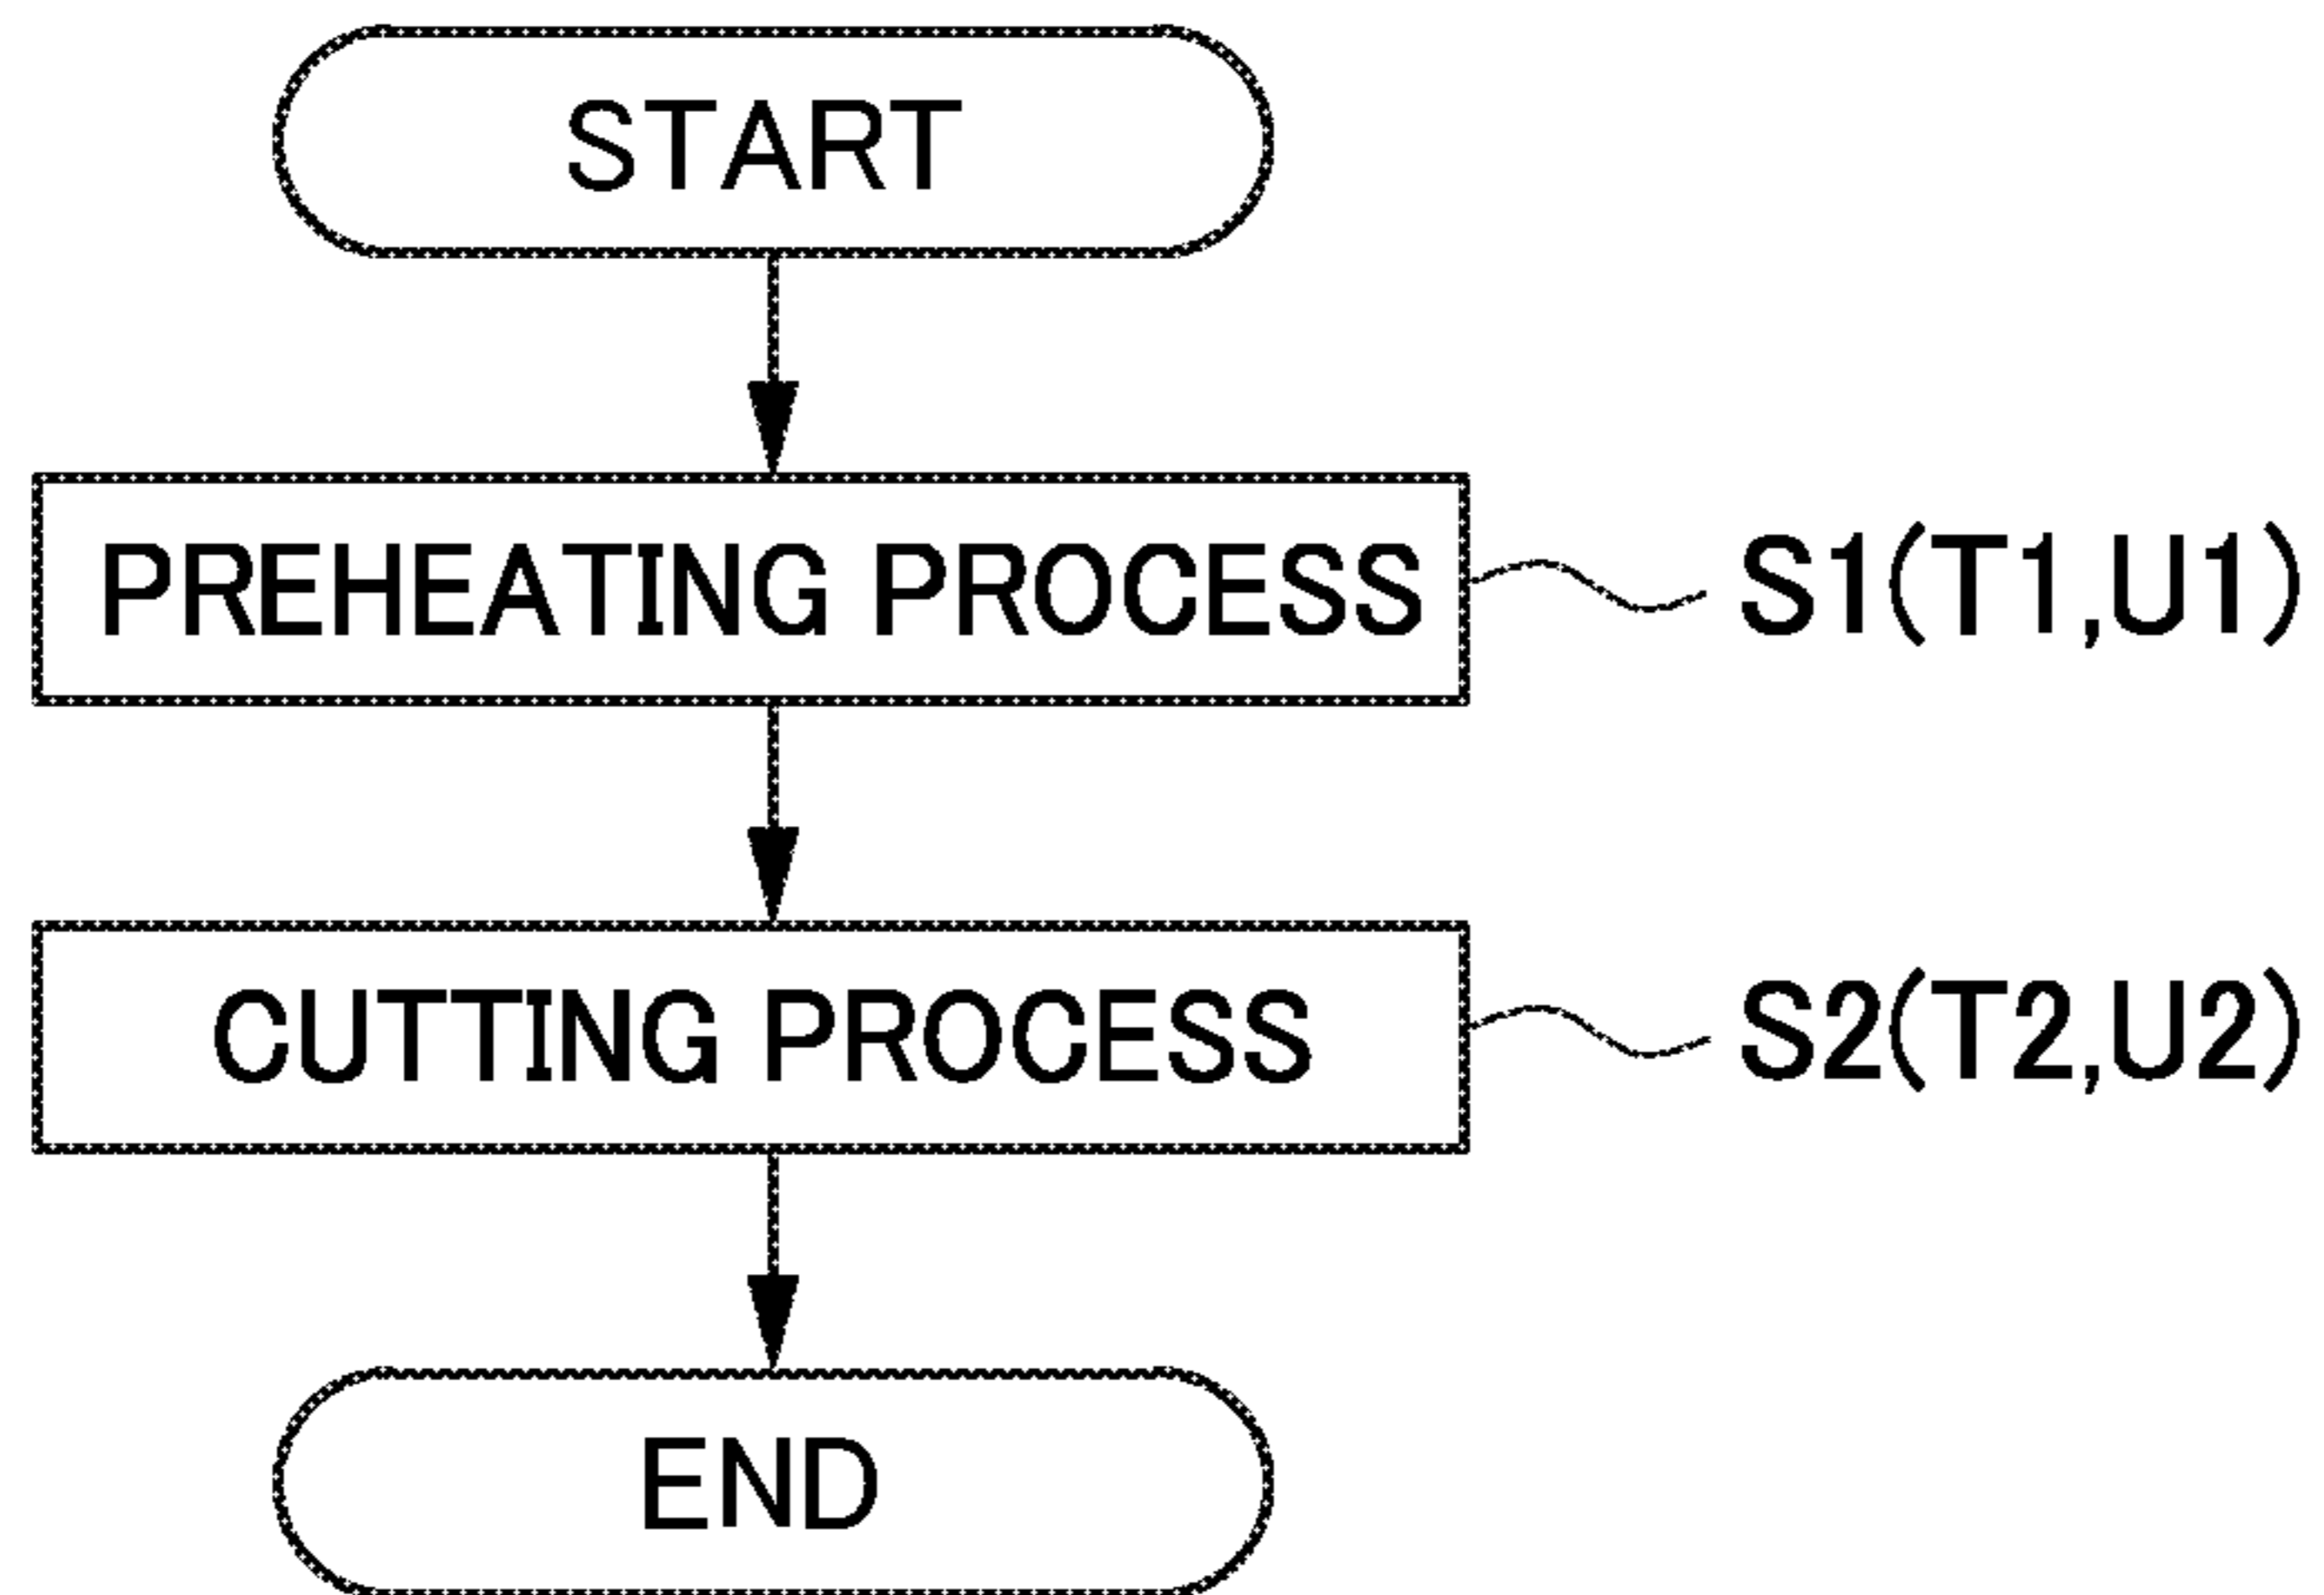 START
PREHEATING PROCESS
S1(T1,U1)
CUTTING PROCESS
S2(T2,U2)
END